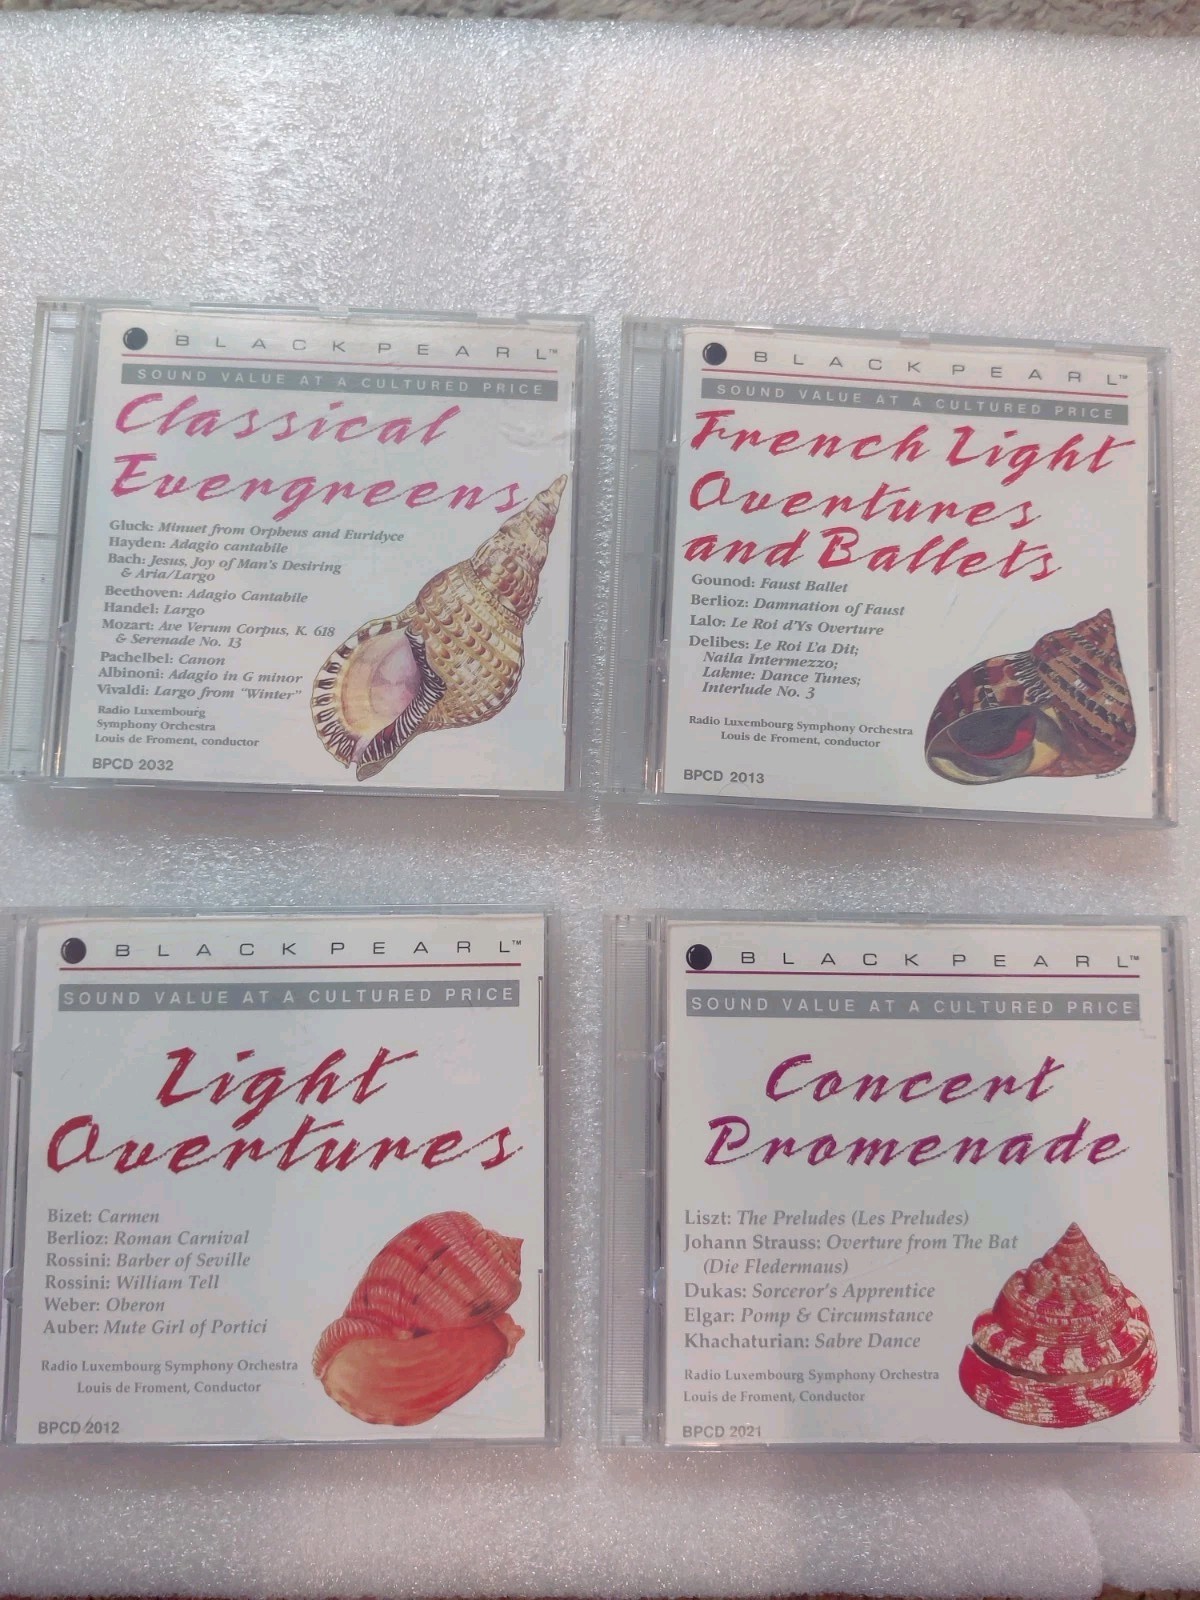 BLACK PEARL™
SOUND VALUE AT A CULTURED PRICE
Classical
Evergreens
Gluck: Minuet from Orpheus and Euridyce
Hayden: Adagio cantabile
Bach: Jesus, Joy of Man's Desiring
& Aria/Largo
Beethoven: Adagio Cantabile
Handel: Largo
Mozart: Ave Verum Corpus, K. 618
& Serenade No. 13
Pachelbel: Canon
Albinoni: Adagio in G minor
Vivaldi: Largo from "Winter"
Radio Luxembourg
Symphony Orchestra
Louis de Froment, conductor
BPCD 2032
BLACK PEARL™
SOUND VALUE AT A CULTURED PRICE
French Light
Overtures
and Ballets
Gounod: Faust Ballet
Berlioz: Damnation of Faust
Lalo: Le Roi d'Ys Overture
Delibes: Le Roi L'a Dit;
Naila Intermezzo;
Lakme: Dance Tunes;
Interlude No. 3
Radio Luxembourg Symphony Orchestra
Louis de Froment, conductor
BPCD 2013
BLACK PEARL™
SOUND VALUE AT A CULTURED PRICE
Light
Overtures
Bizet: Carmen
Berlioz: Roman Carnival
Rossini: Barber of Seville
Rossini: William Tell
Weber: Oberon
Auber: Mute Girl of Portici
Radio Luxembourg Symphony Orchestra
Louis de Froment, Conductor
BPCD 2012
BLACK PEARL™
SOUND VALUE AT A CULTURED PRICE
Concert
Promenade
Liszt: The Preludes (Les Preludes)
Johann Strauss: Overture from The Bat
(Die Fledermaus)
Dukas: Sorceror's Apprentice
Elgar: Pomp & Circumstance
Khachaturian: Sabre Dance
Radio Luxembourg Symphony Orchestra
Louis de Froment, Conductor
BPCD 2021